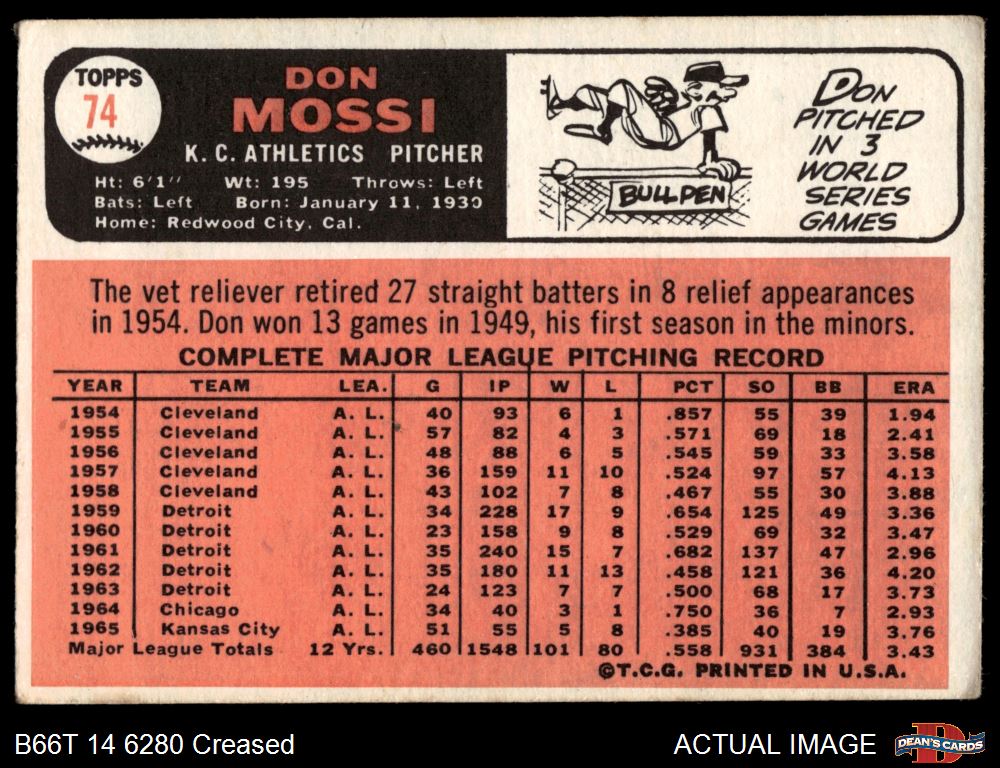 TOPPS
74
DON
MOSSI
K. C. ATHLETICS PITCHER
Ht: 6'1" Wt: 195 Throws: Left
Bats: Left Born: January 11, 1930
Home: Redwood City, Cal.
BULLPEN
DON
PITCHED
IN 3
WORLD
SERIES
GAMES
The vet reliever retired 27 straight batters in 8 relief appearances
in 1954. Don won 13 games in 1949, his first season in the minors.
COMPLETE MAJOR LEAGUE PITCHING RECORD
YEAR TEAM LEA. G IP W L PCT SO BB ERA
1954 Cleveland A. L. 40 93 6 1 .857 55 39 1.94
1955 Cleveland A. L. 57 82 4 3 .571 69 18 2.41
1956 Cleveland A. L. 48 88 6 5 .545 59 33 3.58
1957 Cleveland A. L. 36 159 11 10 .524 97 57 4.13
1958 Cleveland A. L. 43 102 7 8 .467 55 30 3.88
1959 Detroit A. L. 34 228 17 9 .654 125 49 3.36
1960 Detroit A. L. 23 158 9 8 .529 69 32 3.47
1961 Detroit A. L. 35 240 15 7 .682 137 47 2.96
1962 Detroit A. L. 35 180 11 13 .458 121 36 4.20
1963 Detroit A. L. 24 123 7 7 .500 68 17 3.73
1964 Chicago A. L. 34 40 3 1 .750 36 7 2.93
1965 Kansas City A. L. 51 55 5 8 .385 40 19 3.76
Major League Totals 12 Yrs. 460 1548 101 80 .558 931 384 3.43
©T.C.G. PRINTED IN U.S.A.
B66T 14 6280 Creased
ACTUAL IMAGE
DEAN'S CARDS